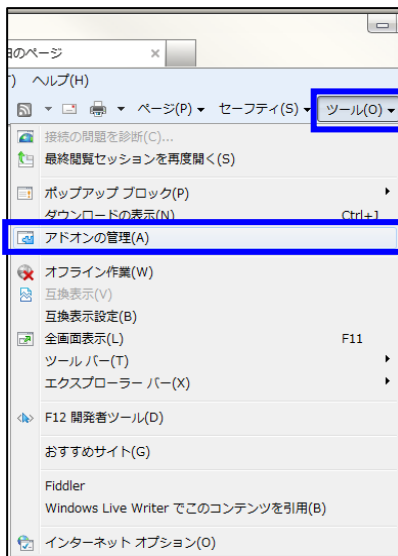 のページ
ヘルプ(H)
ページ(P) セーフティ(S) ツール(O)
接続の問題を診断(C)...
最終閲覧セッションを再度開く(S)
ポップアップ ブロック(P)
ダウンロードの表示(N) Ctrl+J
アドオンの管理(A)
オフライン作業(W)
互換表示(V)
互換表示設定(B)
全画面表示(L) F11
ツール バー(T)
エクスプローラー バー(X)
F12 開発者ツール(D)
おすすめサイト(G)
Fiddler
Windows Live Writer でこのコンテンツを引用(B)
インターネット オプション(O)